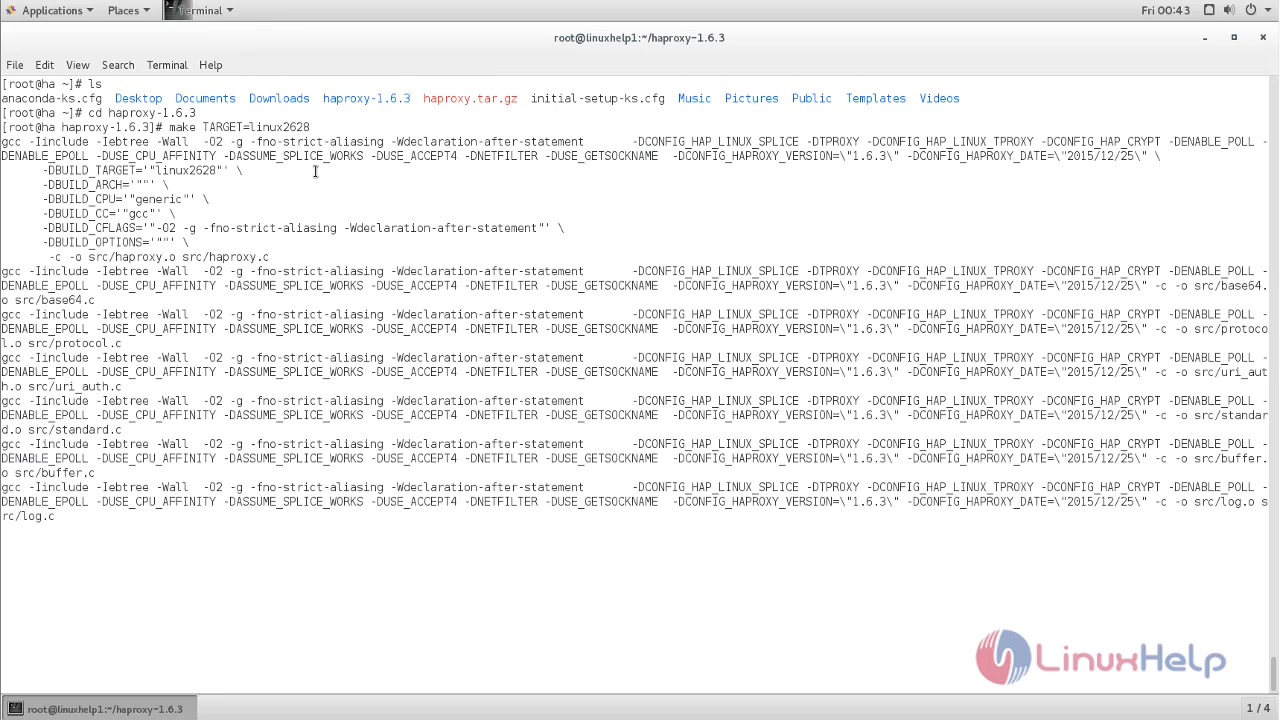 Applications Places Terminal Fri 00:43
root@linuxhelp1:~/haproxy-1.6.3
File Edit View Search Terminal Help
[root@ha ~]# ls
anaconda-ks.cfg Desktop Documents Downloads haproxy-1.6.3 haproxy.tar.gz initial-setup-ks.cfg Music Pictures Public Templates Videos
[root@ha ~]# cd haproxy-1.6.3
[root@ha haproxy-1.6.3]# make TARGET=linux2628
gcc -Iinclude -Iebtree -Wall -O2 -g -fno-strict-aliasing -Wdeclaration-after-statement -DCONFIG_HAP_LINUX_SPLICE -DTPROXY -DCONFIG_HAP_LINUX_TPROXY -DCONFIG_HAP_CRYPT -DENABLE_POLL -
DENABLE_EPOLL -DUSE_CPU_AFFINITY -DASSUME_SPLICE_WORKS -DUSE_ACCEPT4 -DNETFILTER -DUSE_GETSOCKNAME -DCONFIG_HAPROXY_VERSION=\"1.6.3\" -DCONFIG_HAPROXY_DATE=\"2015/12/25\" \
-DBUILD_TARGET='"linux2628"' \
-DBUILD_ARCH='""' \
-DBUILD_CPU='"generic"' \
-DBUILD_CC='"gcc"' \
-DBUILD_CFLAGS='"-O2 -g -fno-strict-aliasing -Wdeclaration-after-statement"' \
-DBUILD_OPTIONS='""' \
-c -o src/haproxy.o src/haproxy.c
gcc -Iinclude -Iebtree -Wall -O2 -g -fno-strict-aliasing -Wdeclaration-after-statement -DCONFIG_HAP_LINUX_SPLICE -DTPROXY -DCONFIG_HAP_LINUX_TPROXY -DCONFIG_HAP_CRYPT -DENABLE_POLL -
DENABLE_EPOLL -DUSE_CPU_AFFINITY -DASSUME_SPLICE_WORKS -DUSE_ACCEPT4 -DNETFILTER -DUSE_GETSOCKNAME -DCONFIG_HAPROXY_VERSION=\"1.6.3\" -DCONFIG_HAPROXY_DATE=\"2015/12/25\" -c -o src/base64.
o src/base64.c
gcc -Iinclude -Iebtree -Wall -O2 -g -fno-strict-aliasing -Wdeclaration-after-statement -DCONFIG_HAP_LINUX_SPLICE -DTPROXY -DCONFIG_HAP_LINUX_TPROXY -DCONFIG_HAP_CRYPT -DENABLE_POLL -
DENABLE_EPOLL -DUSE_CPU_AFFINITY -DASSUME_SPLICE_WORKS -DUSE_ACCEPT4 -DNETFILTER -DUSE_GETSOCKNAME -DCONFIG_HAPROXY_VERSION=\"1.6.3\" -DCONFIG_HAPROXY_DATE=\"2015/12/25\" -c -o src/protoco
l.o src/protocol.c
gcc -Iinclude -Iebtree -Wall -O2 -g -fno-strict-aliasing -Wdeclaration-after-statement -DCONFIG_HAP_LINUX_SPLICE -DTPROXY -DCONFIG_HAP_LINUX_TPROXY -DCONFIG_HAP_CRYPT -DENABLE_POLL -
DENABLE_EPOLL -DUSE_CPU_AFFINITY -DASSUME_SPLICE_WORKS -DUSE_ACCEPT4 -DNETFILTER -DUSE_GETSOCKNAME -DCONFIG_HAPROXY_VERSION=\"1.6.3\" -DCONFIG_HAPROXY_DATE=\"2015/12/25\" -c -o src/uri_aut
h.o src/uri_auth.c
gcc -Iinclude -Iebtree -Wall -O2 -g -fno-strict-aliasing -Wdeclaration-after-statement -DCONFIG_HAP_LINUX_SPLICE -DTPROXY -DCONFIG_HAP_LINUX_TPROXY -DCONFIG_HAP_CRYPT -DENABLE_POLL -
DENABLE_EPOLL -DUSE_CPU_AFFINITY -DASSUME_SPLICE_WORKS -DUSE_ACCEPT4 -DNETFILTER -DUSE_GETSOCKNAME -DCONFIG_HAPROXY_VERSION=\"1.6.3\" -DCONFIG_HAPROXY_DATE=\"2015/12/25\" -c -o src/standar
d.o src/standard.c
gcc -Iinclude -Iebtree -Wall -O2 -g -fno-strict-aliasing -Wdeclaration-after-statement -DCONFIG_HAP_LINUX_SPLICE -DTPROXY -DCONFIG_HAP_LINUX_TPROXY -DCONFIG_HAP_CRYPT -DENABLE_POLL -
DENABLE_EPOLL -DUSE_CPU_AFFINITY -DASSUME_SPLICE_WORKS -DUSE_ACCEPT4 -DNETFILTER -DUSE_GETSOCKNAME -DCONFIG_HAPROXY_VERSION=\"1.6.3\" -DCONFIG_HAPROXY_DATE=\"2015/12/25\" -c -o src/buffer.
o src/buffer.c
gcc -Iinclude -Iebtree -Wall -O2 -g -fno-strict-aliasing -Wdeclaration-after-statement -DCONFIG_HAP_LINUX_SPLICE -DTPROXY -DCONFIG_HAP_LINUX_TPROXY -DCONFIG_HAP_CRYPT -DENABLE_POLL -
DENABLE_EPOLL -DUSE_CPU_AFFINITY -DASSUME_SPLICE_WORKS -DUSE_ACCEPT4 -DNETFILTER -DUSE_GETSOCKNAME -DCONFIG_HAPROXY_VERSION=\"1.6.3\" -DCONFIG_HAPROXY_DATE=\"2015/12/25\" -c -o src/log.o s
rc/log.c
LinuxHelp
root@linuxhelp1:~/haproxy-1.6.3 1 / 4